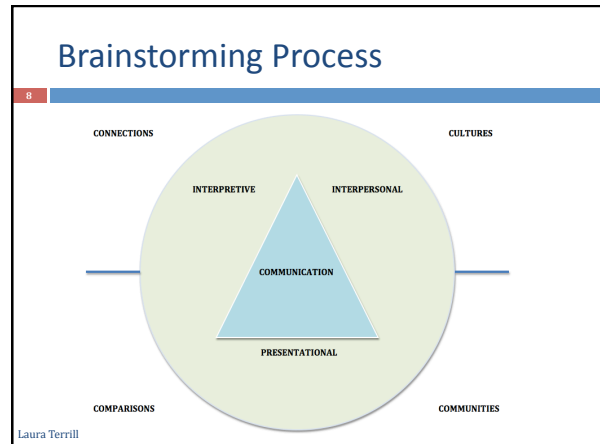 Brainstorming Process
8
CONNECTIONS
CULTURES
INTERPRETIVE
INTERPERSONAL
COMMUNICATION
PRESENTATIONAL
COMPARISONS
COMMUNITIES
Laura Terrill